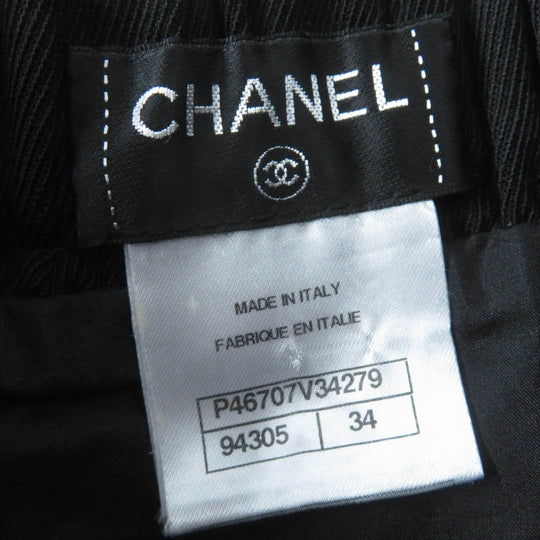 CHANEL
MADE IN ITALY
FABRIQUE EN ITALIE
P46707V34279
94305 34